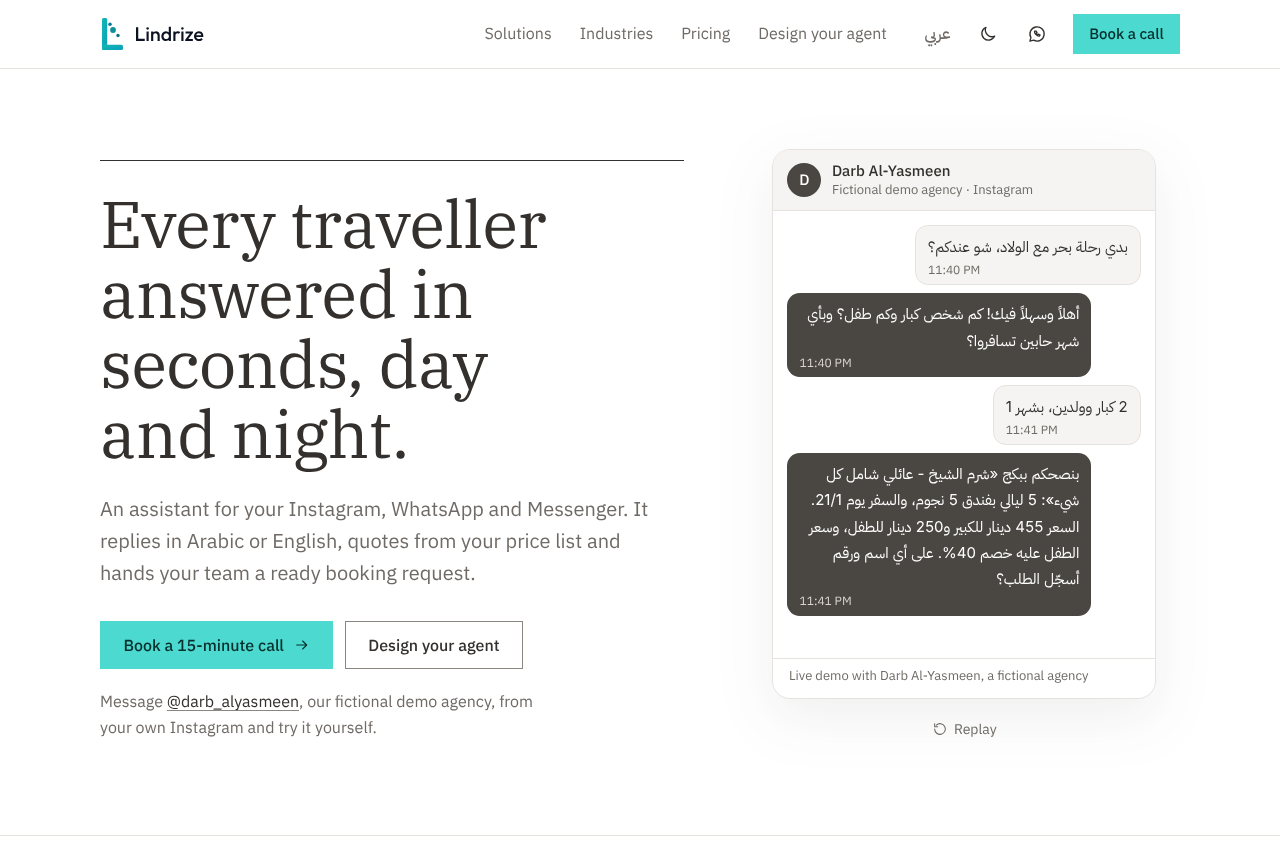 Lindrize
Solutions
Industries
Pricing
Design your agent
عربي
Book a call
Every traveller
answered in
seconds, day
and night.
An assistant for your Instagram, WhatsApp and Messenger. It
replies in Arabic or English, quotes from your price list and
hands your team a ready booking request.
Book a 15-minute call →
Design your agent
Message @darb_alyasmeen, our fictional demo agency, from
your own Instagram and try it yourself.
D
Darb Al-Yasmeen
Fictional demo agency · Instagram
بدي رحلة بحر مع الولاد، شو عندكم؟
11:40 PM
أهلاً وسهلاً فيك! كم شخص كبار وكم طفل؟ وبأي
شهر حابين تسافروا؟
11:40 PM
2 كبار وولدين، بشهر 1
11:41 PM
بنصحكم ببكج «شرم الشيخ - عائلي شامل كل
شيء»: 5 ليالي بفندق 5 نجوم، والسفر يوم 21/1.
السعر 455 دينار للكبير و250 دينار للطفل، وسعر
الطفل عليه خصم 40%. على أي اسم ورقم
أسجّل الطلب؟
11:41 PM
Live demo with Darb Al-Yasmeen, a fictional agency
Replay